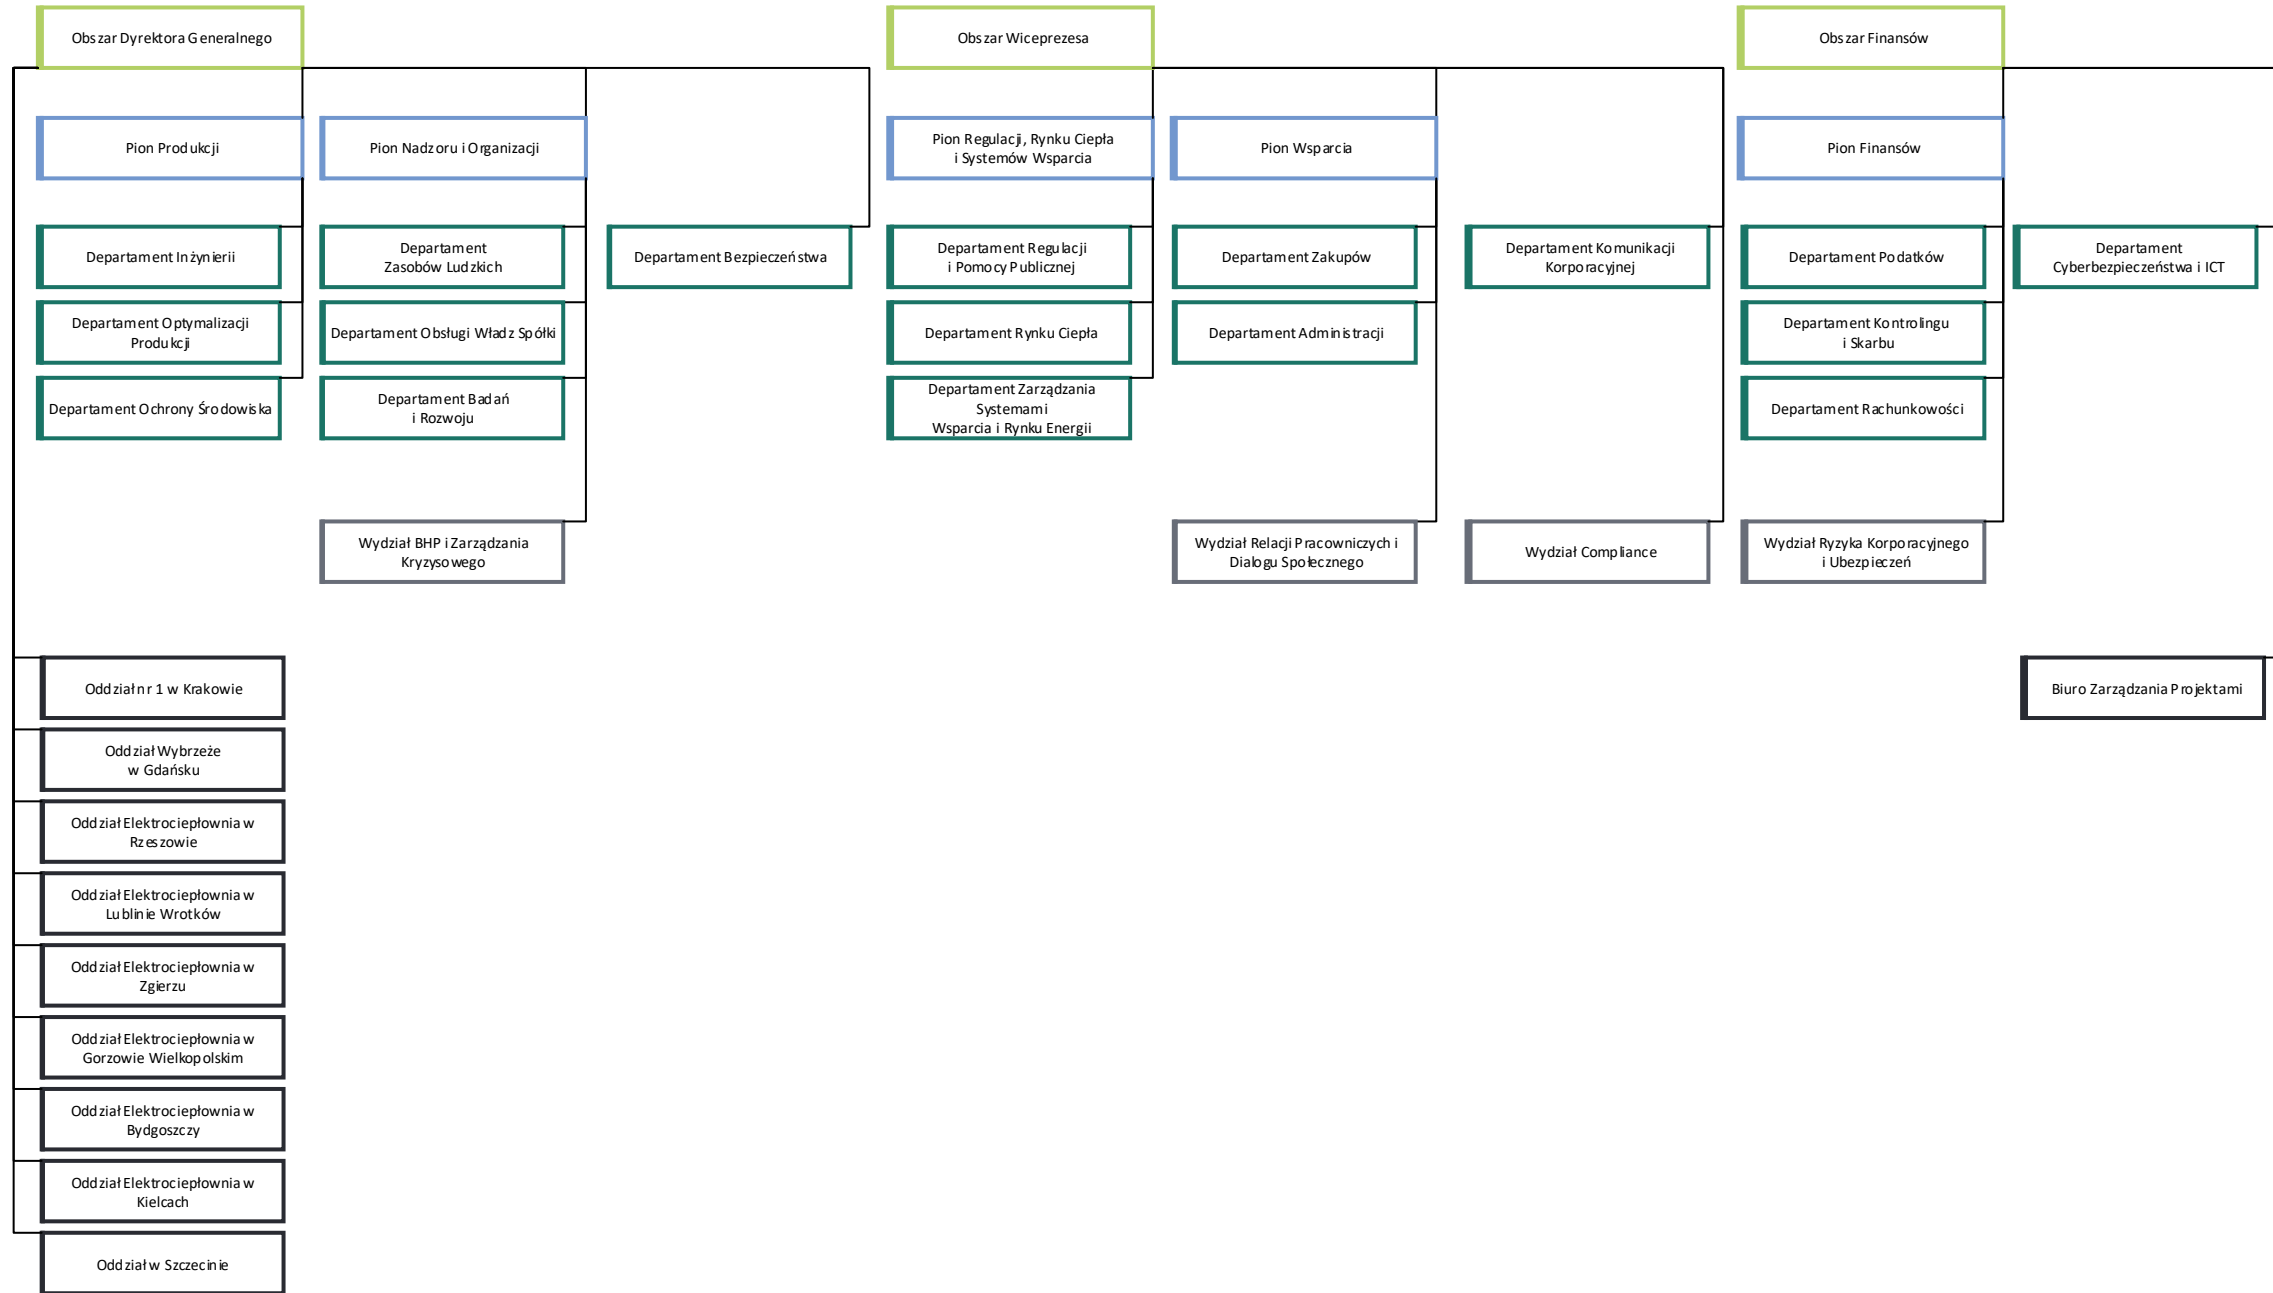 Obszar Dyrektora Generalnego
Obszar Wiceprezesa
Obszar Finansów
Pion Produkcji
Pion Nadzoru i Organizacji
Pion Regulacji, Rynku Ciepła
i Systemów Wsparcia
Pion Wsparcia
Pion Finansów
Departament Inżynierii
Departament
Zasobów Ludzkich
Departament Bezpieczeństwa
Departament Regulacji
i Pomocy Publicznej
Departament Zakupów
Departament Komunikacji
Korporacyjnej
Departament Podatków
Departament
Cyberbezpieczeństwa i ICT
Departament Optymalizacji
Produkcji
Departament Obsługi Władz Spółki
Departament Rynku Ciepła
Departament Administracji
Departament Kontrolingu
i Skarbu
Departament Ochrony Środowiska
Departament Badań
i Rozwoju
Departament Zarządzania
Systemami
Wsparcia i Rynku Energii
Departament Rachunkowości
Wydział BHP i Zarządzania
Kryzysowego
Wydział Relacji Pracowniczych i
Dialogu Społecznego
Wydział Compliance
Wydział Ryzyka Korporacyjnego
i Ubezpieczeń
Oddział nr 1 w Krakowie
Biuro Zarządzania Projektami
Oddział Wybrzeże
w Gdańsku
Oddział Elektrociepłownia w
Rzeszowie
Oddział Elektrociepłownia w
Lublinie Wrotków
Oddział Elektrociepłownia w
Zgierzu
Oddział Elektrociepłownia w
Gorzowie Wielkopolskim
Oddział Elektrociepłownia w
Bydgoszczy
Oddział Elektrociepłownia w
Kielcach
Oddział w Szczecinie